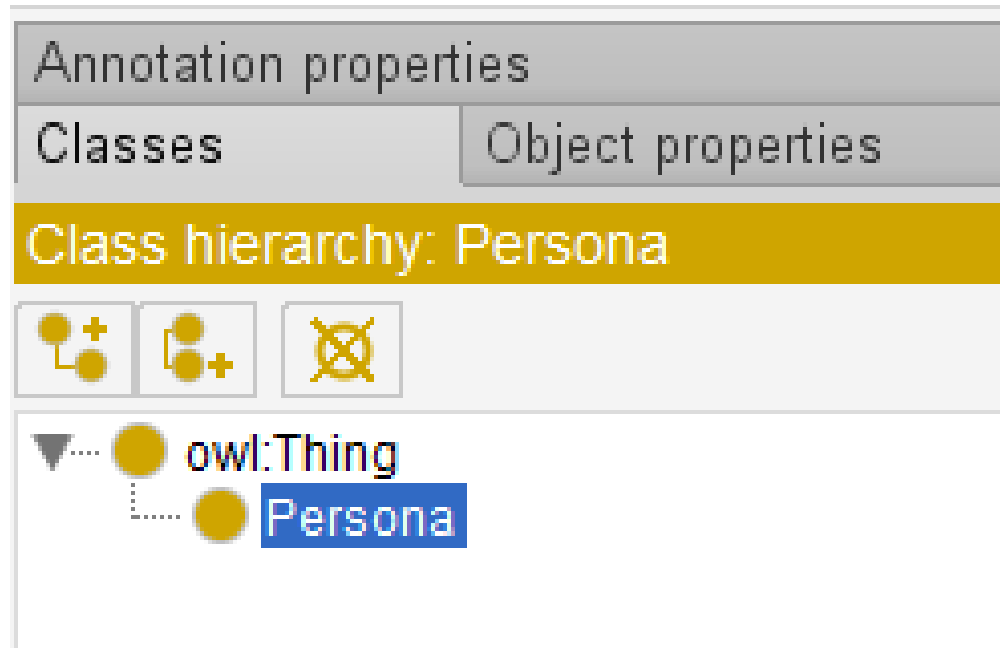 Annotation properties
Classes Object properties
Class hierarchy: Persona
owl:Thing
Persona